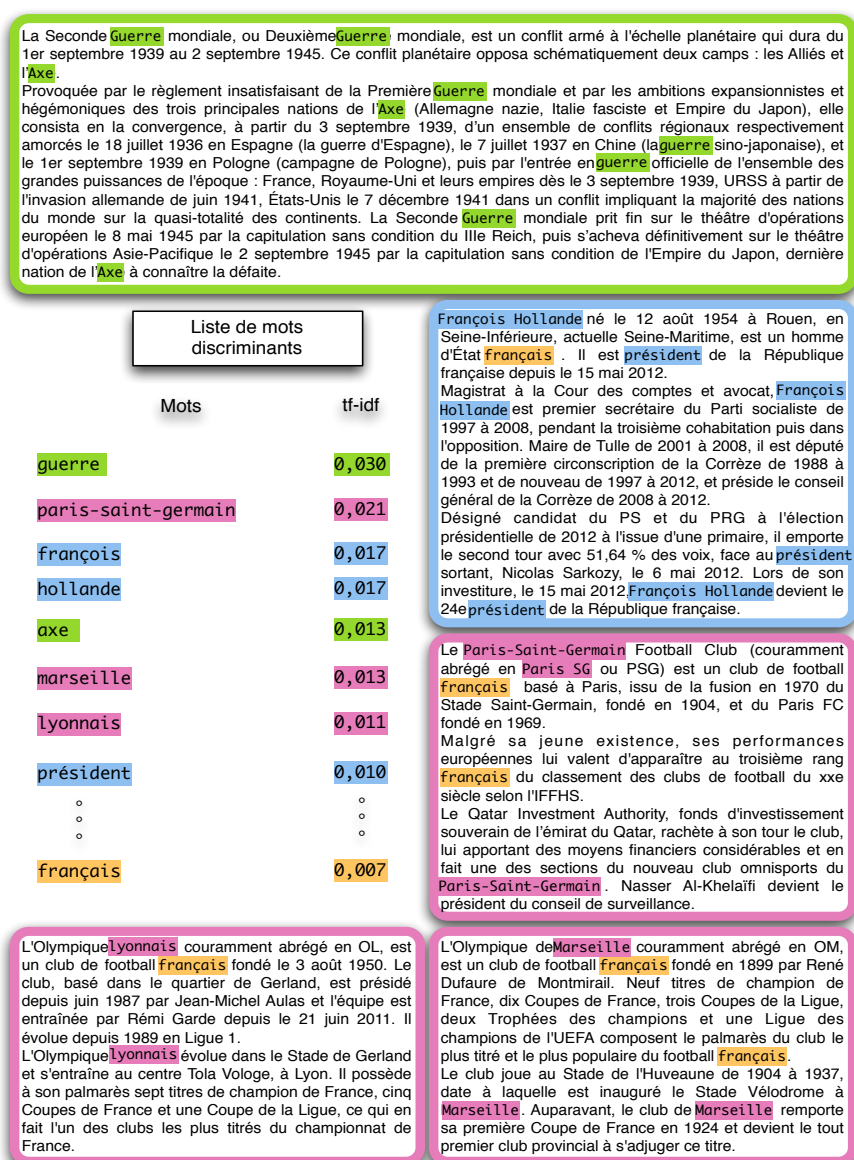 La Seconde Guerre mondiale, ou Deuxième Guerre mondiale, est un conflit armé à l'échelle planétaire qui dura du
1er septembre 1939 au 2 septembre 1945. Ce conflit planétaire opposa schématiquement deux camps : les Alliés et
l'Axe.
Provoquée par le règlement insatisfaisant de la Première Guerre mondiale et par les ambitions expansionnistes et
hégémoniques des trois principales nations de l'Axe (Allemagne nazie, Italie fasciste et Empire du Japon), elle
consista en la convergence, à partir du 3 septembre 1939, d'un ensemble de conflits régionaux respectivement
amorcés le 18 juillet 1936 en Espagne (la guerre d'Espagne), le 7 juillet 1937 en Chine (la guerre sino-japonaise), et
le 1er septembre 1939 en Pologne (campagne de Pologne), puis par l'entrée en guerre officielle de l'ensemble des
grandes puissances de l'époque : France, Royaume-Uni et leurs empires dès le 3 septembre 1939, URSS à partir de
l'invasion allemande de juin 1941, États-Unis le 7 décembre 1941 dans un conflit impliquant la majorité des nations
du monde sur la quasi-totalité des continents. La Seconde Guerre mondiale prit fin sur le théâtre d'opérations
européen le 8 mai 1945 par la capitulation sans condition du IIIe Reich, puis s'acheva définitivement sur le théâtre
d'opérations Asie-Pacifique le 2 septembre 1945 par la capitulation sans condition de l'Empire du Japon, dernière
nation de l'Axe à connaître la défaite.
Liste de mots
discriminants
Mots tf-idf
guerre 0,030
paris-saint-germain 0,021
françois 0,017
hollande 0,017
axe 0,013
marseille 0,013
lyonnais 0,011
président 0,010
français 0,007
François Hollande né le 12 août 1954 à Rouen, en
Seine-Inférieure, actuelle Seine-Maritime, est un homme
d'État français . Il est président de la République
française depuis le 15 mai 2012.
Magistrat à la Cour des comptes et avocat, François
Hollande est premier secrétaire du Parti socialiste de
1997 à 2008, pendant la troisième cohabitation puis dans
l'opposition. Maire de Tulle de 2001 à 2008, il est député
de la première circonscription de la Corrèze de 1988 à
1993 et de nouveau de 1997 à 2012, et préside le conseil
général de la Corrèze de 2008 à 2012.
Désigné candidat du PS et du PRG à l'élection
présidentielle de 2012 à l'issue d'une primaire, il emporte
le second tour avec 51,64 % des voix, face au président
sortant, Nicolas Sarkozy, le 6 mai 2012. Lors de son
investiture, le 15 mai 2012, François Hollande devient le
24e président de la République française.
Le Paris-Saint-Germain Football Club (couramment
abrégé en Paris SG ou PSG) est un club de football
français basé à Paris, issu de la fusion en 1970 du
Stade Saint-Germain, fondé en 1904, et du Paris FC
fondé en 1969.
Malgré sa jeune existence, ses performances
européennes lui valent d'apparaître au troisième rang
français du classement des clubs de football du xxe
siècle selon l'IFFHS.
Le Qatar Investment Authority, fonds d'investissement
souverain de l'émirat du Qatar, rachète à son tour le club,
lui apportant des moyens financiers considérables et en
fait une des sections du nouveau club omnisports du
Paris-Saint-Germain . Nasser Al-Khelaïfi devient le
président du conseil de surveillance.
L'Olympique lyonnais couramment abrégé en OL, est
un club de football français fondé le 3 août 1950. Le
club, basé dans le quartier de Gerland, est présidé
depuis juin 1987 par Jean-Michel Aulas et l'équipe est
entraînée par Rémi Garde depuis le 21 juin 2011. Il
évolue depuis 1989 en Ligue 1.
L'Olympique lyonnais évolue dans le Stade de Gerland
et s'entraîne au centre Tola Vologe, à Lyon. Il possède
à son palmarès sept titres de champion de France, cinq
Coupes de France et une Coupe de la Ligue, ce qui en
fait l'un des clubs les plus titrés du championnat de
France.
L'Olympique de Marseille couramment abrégé en OM,
est un club de football français fondé en 1899 par René
Dufaure de Montmirail. Neuf titres de champion de
France, dix Coupes de France, trois Coupes de la Ligue,
deux Trophées des champions et une Ligue des
champions de l'UEFA composent le palmarès du club le
plus titré et le plus populaire du football français.
Le club joue au Stade de l'Huveaune de 1904 à 1937,
date à laquelle est inauguré le Stade Vélodrome à
Marseille. Auparavant, le club de Marseille remporte
sa première Coupe de France en 1924 et devient le tout
premier club provincial à s'adjuger ce titre.